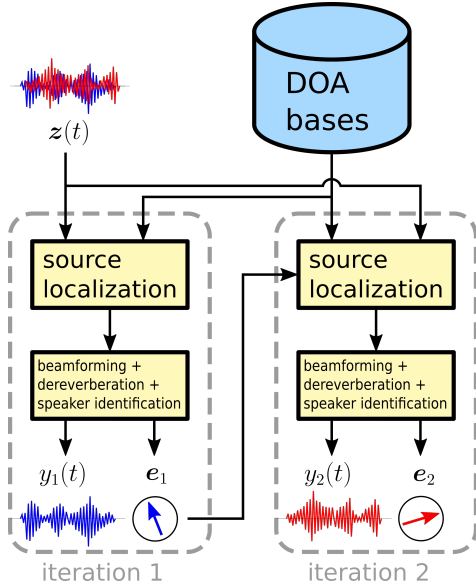 z(t)
DOA
bases
source
localization
beamforming +
dereverberation +
speaker identification
y₁(t)
e₁
iteration 1
source
localization
beamforming +
dereverberation +
speaker identification
y₂(t)
e₂
iteration 2